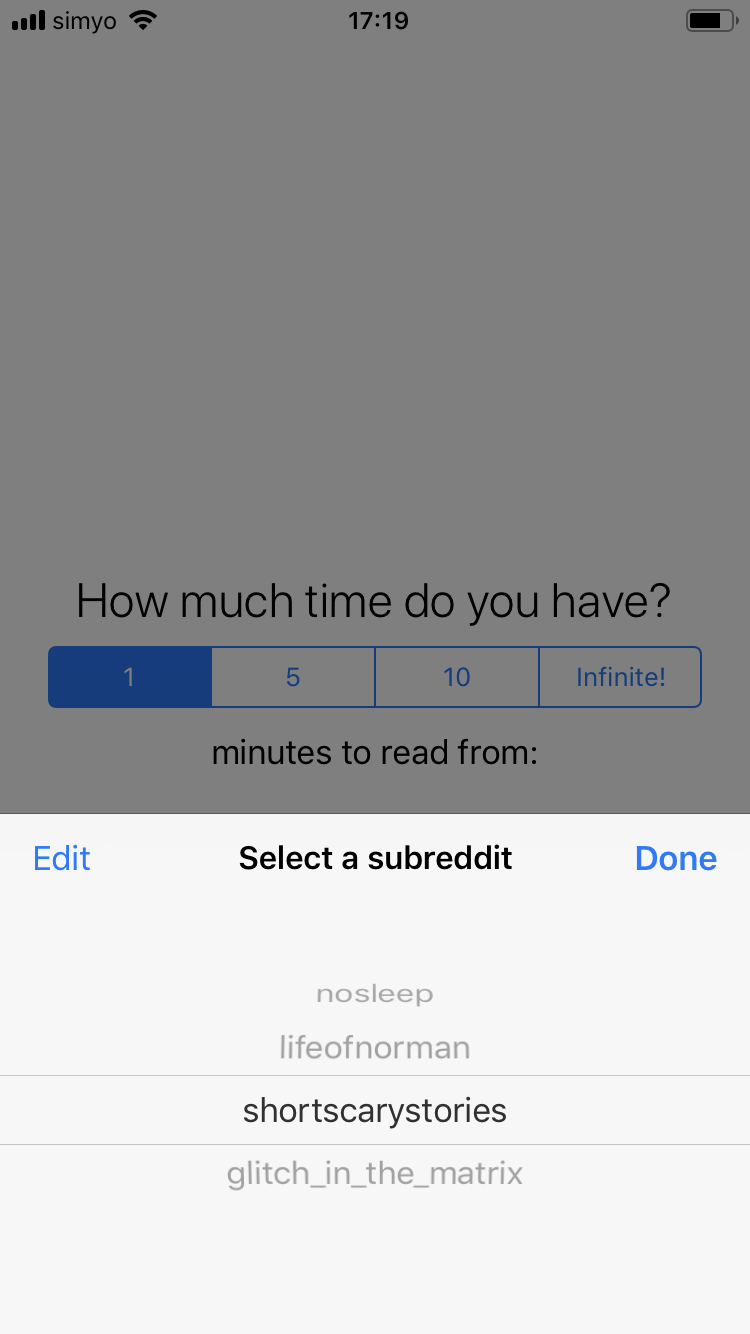 simyo 17:19
How much time do you have?
1 5 10 Infinite!
minutes to read from:
Edit Select a subreddit Done
nosleep
lifeofnorman
shortscarystories
glitch_in_the_matrix